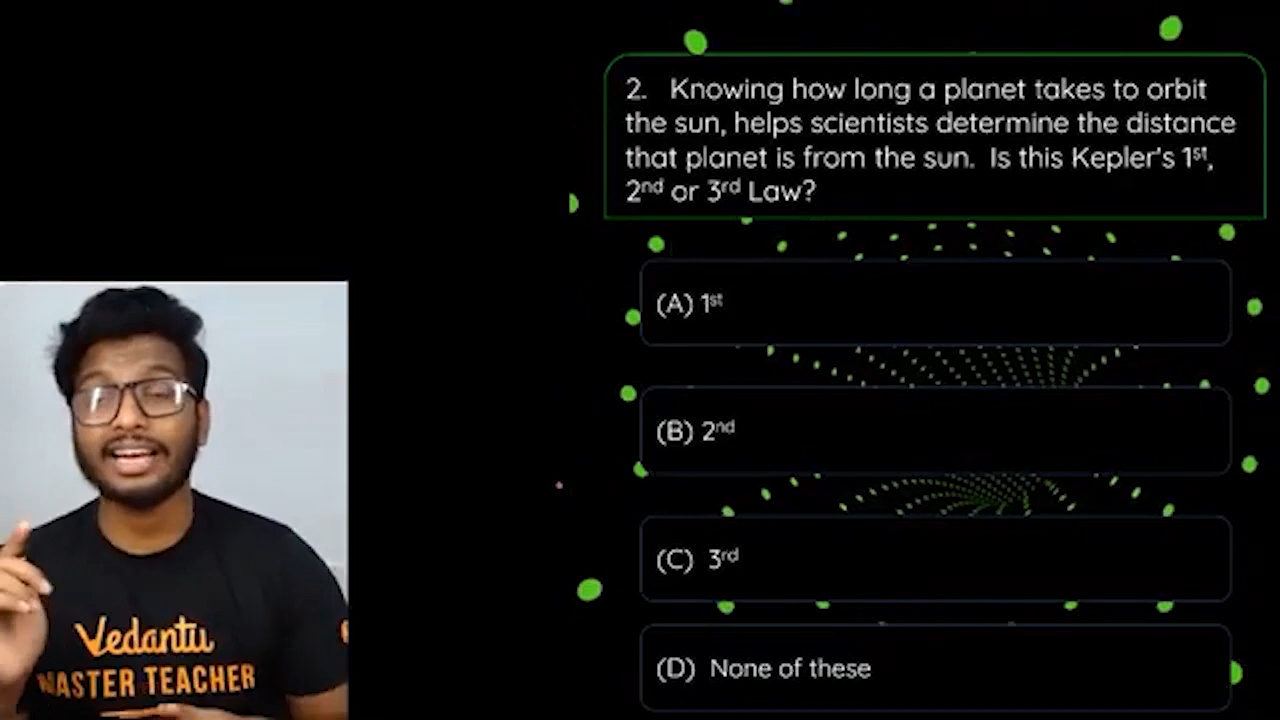 2. Knowing how long a planet takes to orbit
the sun, helps scientists determine the distance
that planet is from the sun. Is this Kepler's 1st,
2nd or 3rd Law?
(A) 1st
(B) 2nd
(C) 3rd
(D) None of these
Vedantu
MASTER TEACHER